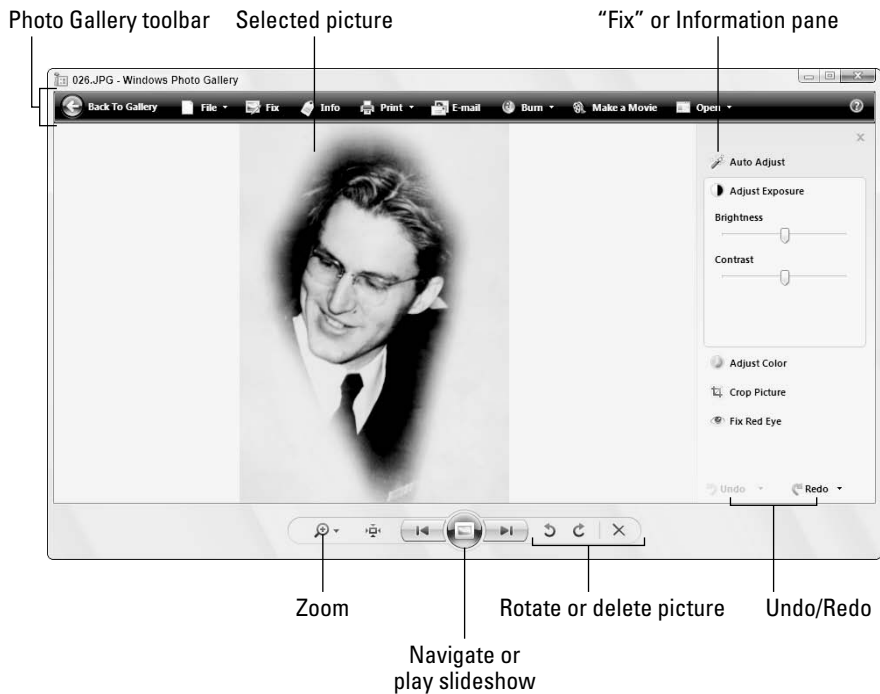 Photo Gallery toolbar
Selected picture
“Fix” or Information pane
026.JPG - Windows Photo Gallery
Back To Gallery File Fix Info Print E-mail Burn Make a Movie Open
Auto Adjust
Adjust Exposure
Brightness
Contrast
Adjust Color
Crop Picture
Fix Red Eye
Undo Redo
Zoom
Rotate or delete picture
Undo/Redo
Navigate or
play slideshow